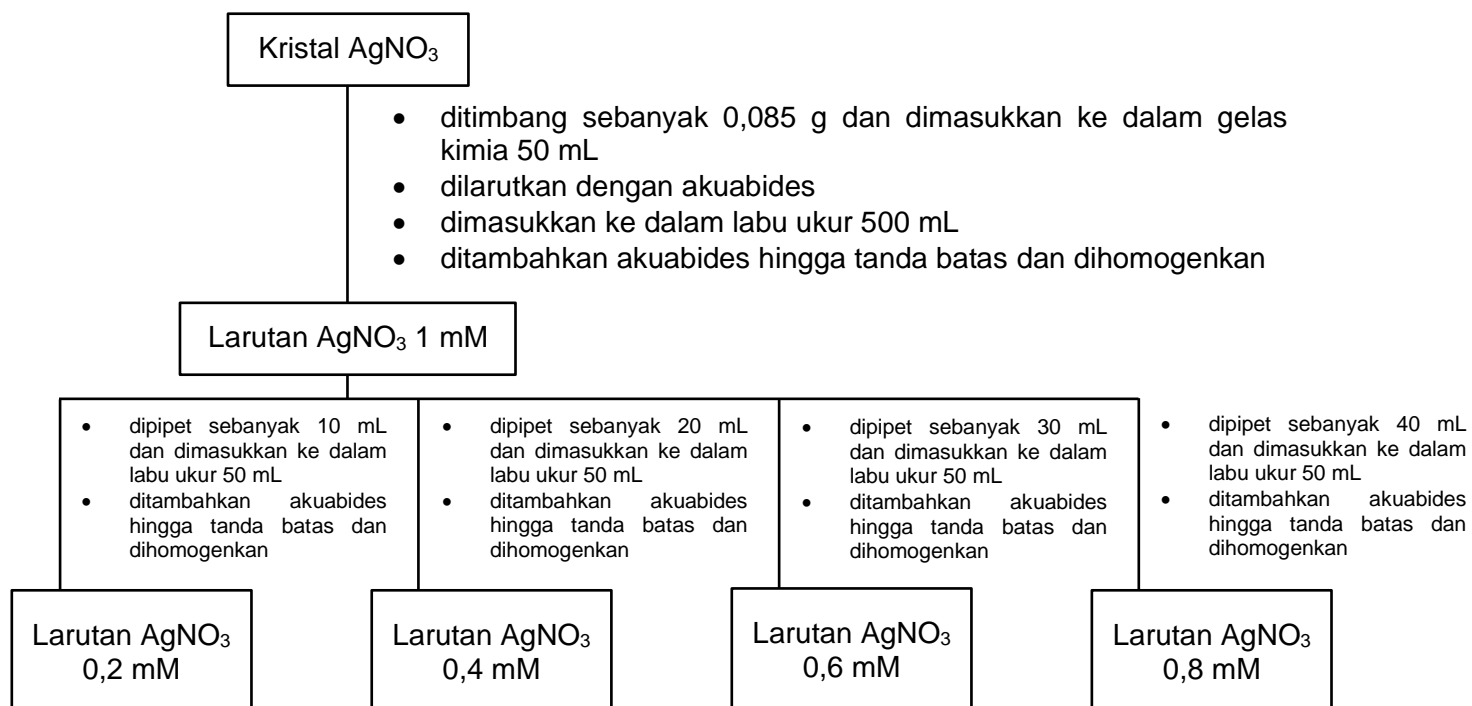 Kristal AgNO₃
• ditimbang sebanyak 0,085 g dan dimasukkan ke dalam gelas
kimia 50 mL
• dilarutkan dengan akuabides
• dimasukkan ke dalam labu ukur 500 mL
• ditambahkan akuabides hingga tanda batas dan dihomogenkan
Larutan AgNO₃ 1 mM
• dipipet sebanyak 10 mL
dan dimasukkan ke dalam
labu ukur 50 mL
• ditambahkan akuabides
hingga tanda batas dan
dihomogenkan
• dipipet sebanyak 20 mL
dan dimasukkan ke dalam
labu ukur 50 mL
• ditambahkan akuabides
hingga tanda batas dan
dihomogenkan
• dipipet sebanyak 30 mL
dan dimasukkan ke dalam
labu ukur 50 mL
• ditambahkan akuabides
hingga tanda batas dan
dihomogenkan
• dipipet sebanyak 40 mL
dan dimasukkan ke dalam
labu ukur 50 mL
• ditambahkan akuabides
hingga tanda batas dan
dihomogenkan
Larutan AgNO₃
0,2 mM
Larutan AgNO₃
0,4 mM
Larutan AgNO₃
0,6 mM
Larutan AgNO₃
0,8 mM